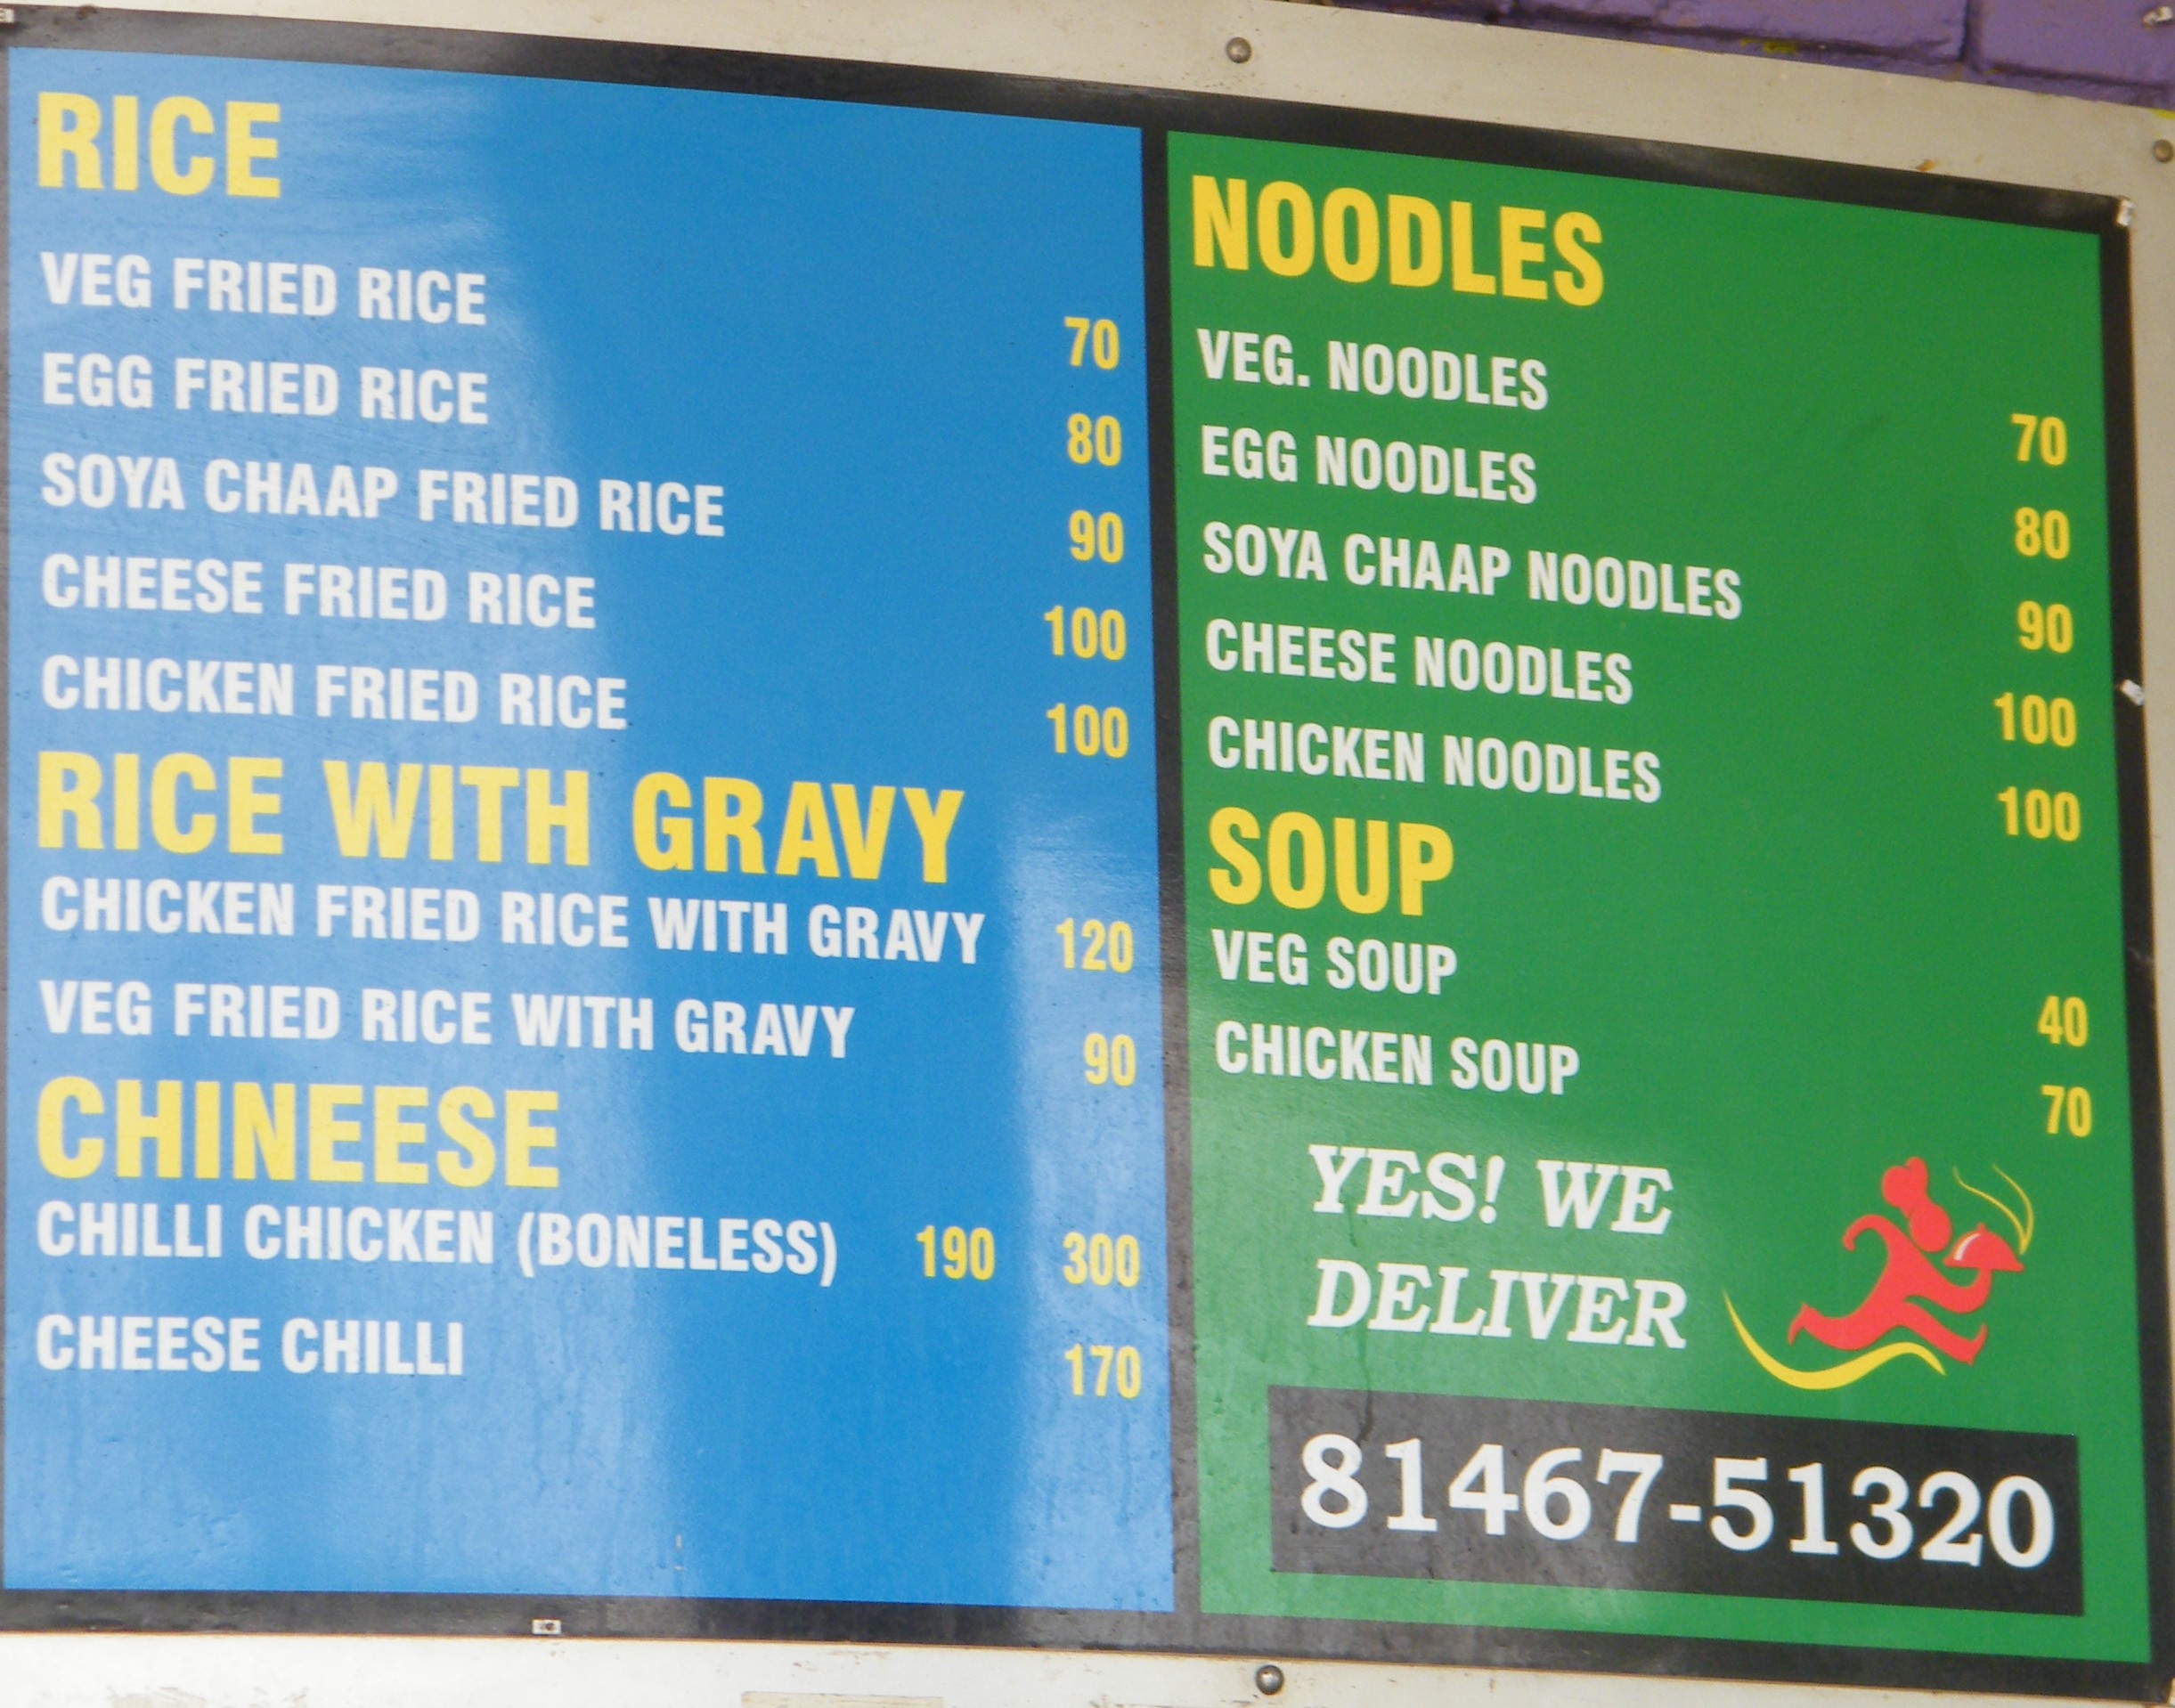 RICE
VEG FRIED RICE 70
EGG FRIED RICE 80
SOYA CHAAP FRIED RICE 90
CHEESE FRIED RICE 100
CHICKEN FRIED RICE 100
RICE WITH GRAVY
CHICKEN FRIED RICE WITH GRAVY 120
VEG FRIED RICE WITH GRAVY 90
CHINEESE
CHILLI CHICKEN (BONELESS) 190 300
CHEESE CHILLI 170
NOODLES
VEG. NOODLES 70
EGG NOODLES 80
SOYA CHAAP NOODLES 90
CHEESE NOODLES 100
CHICKEN NOODLES 100
SOUP
VEG SOUP 40
CHICKEN SOUP 70
YES! WE
DELIVER
81467-51320